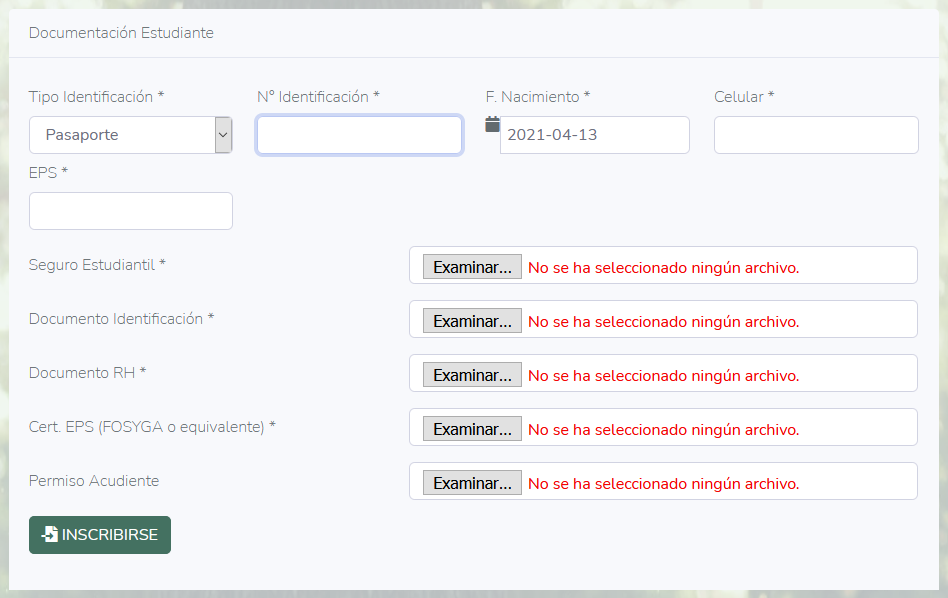 Documentación Estudiante
Tipo Identificación * N° Identificación * F. Nacimiento * Celular *
Pasaporte 2021-04-13
EPS *
Seguro Estudiantil * Examinar... No se ha seleccionado ningún archivo.
Documento Identificación * Examinar... No se ha seleccionado ningún archivo.
Documento RH * Examinar... No se ha seleccionado ningún archivo.
Cert. EPS (FOSYGA o equivalente) * Examinar... No se ha seleccionado ningún archivo.
Permiso Acudiente Examinar... No se ha seleccionado ningún archivo.
INSCRIBIRSE